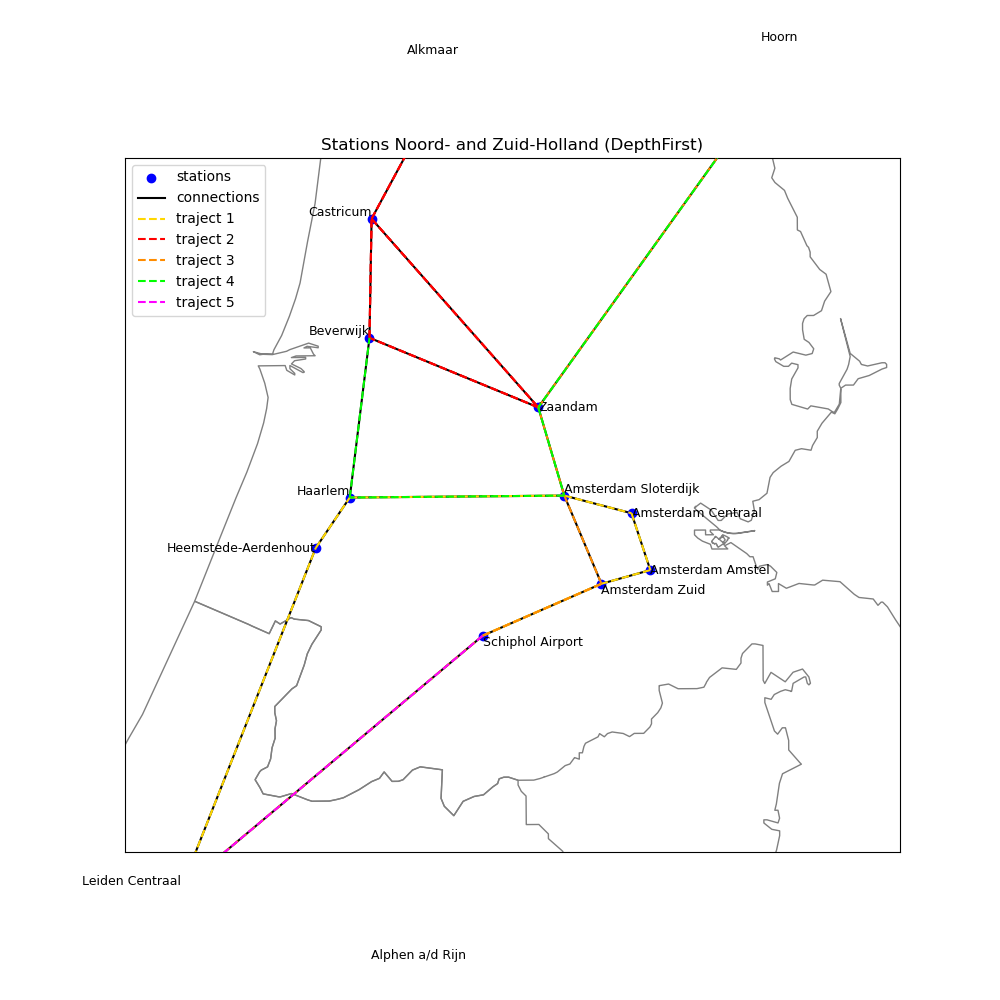 Hoorn
Alkmaar
Stations Noord- and Zuid-Holland (DepthFirst)
stations
connections
traject 1
traject 2
traject 3
traject 4
traject 5
Castricum
Beverwijk
Zaandam
Haarlem
Amsterdam Sloterdijk
Amsterdam Centraal
Heemstede-Aerdenhout
Amsterdam Amstel
Amsterdam Zuid
Schiphol Airport
Leiden Centraal
Alphen a/d Rijn